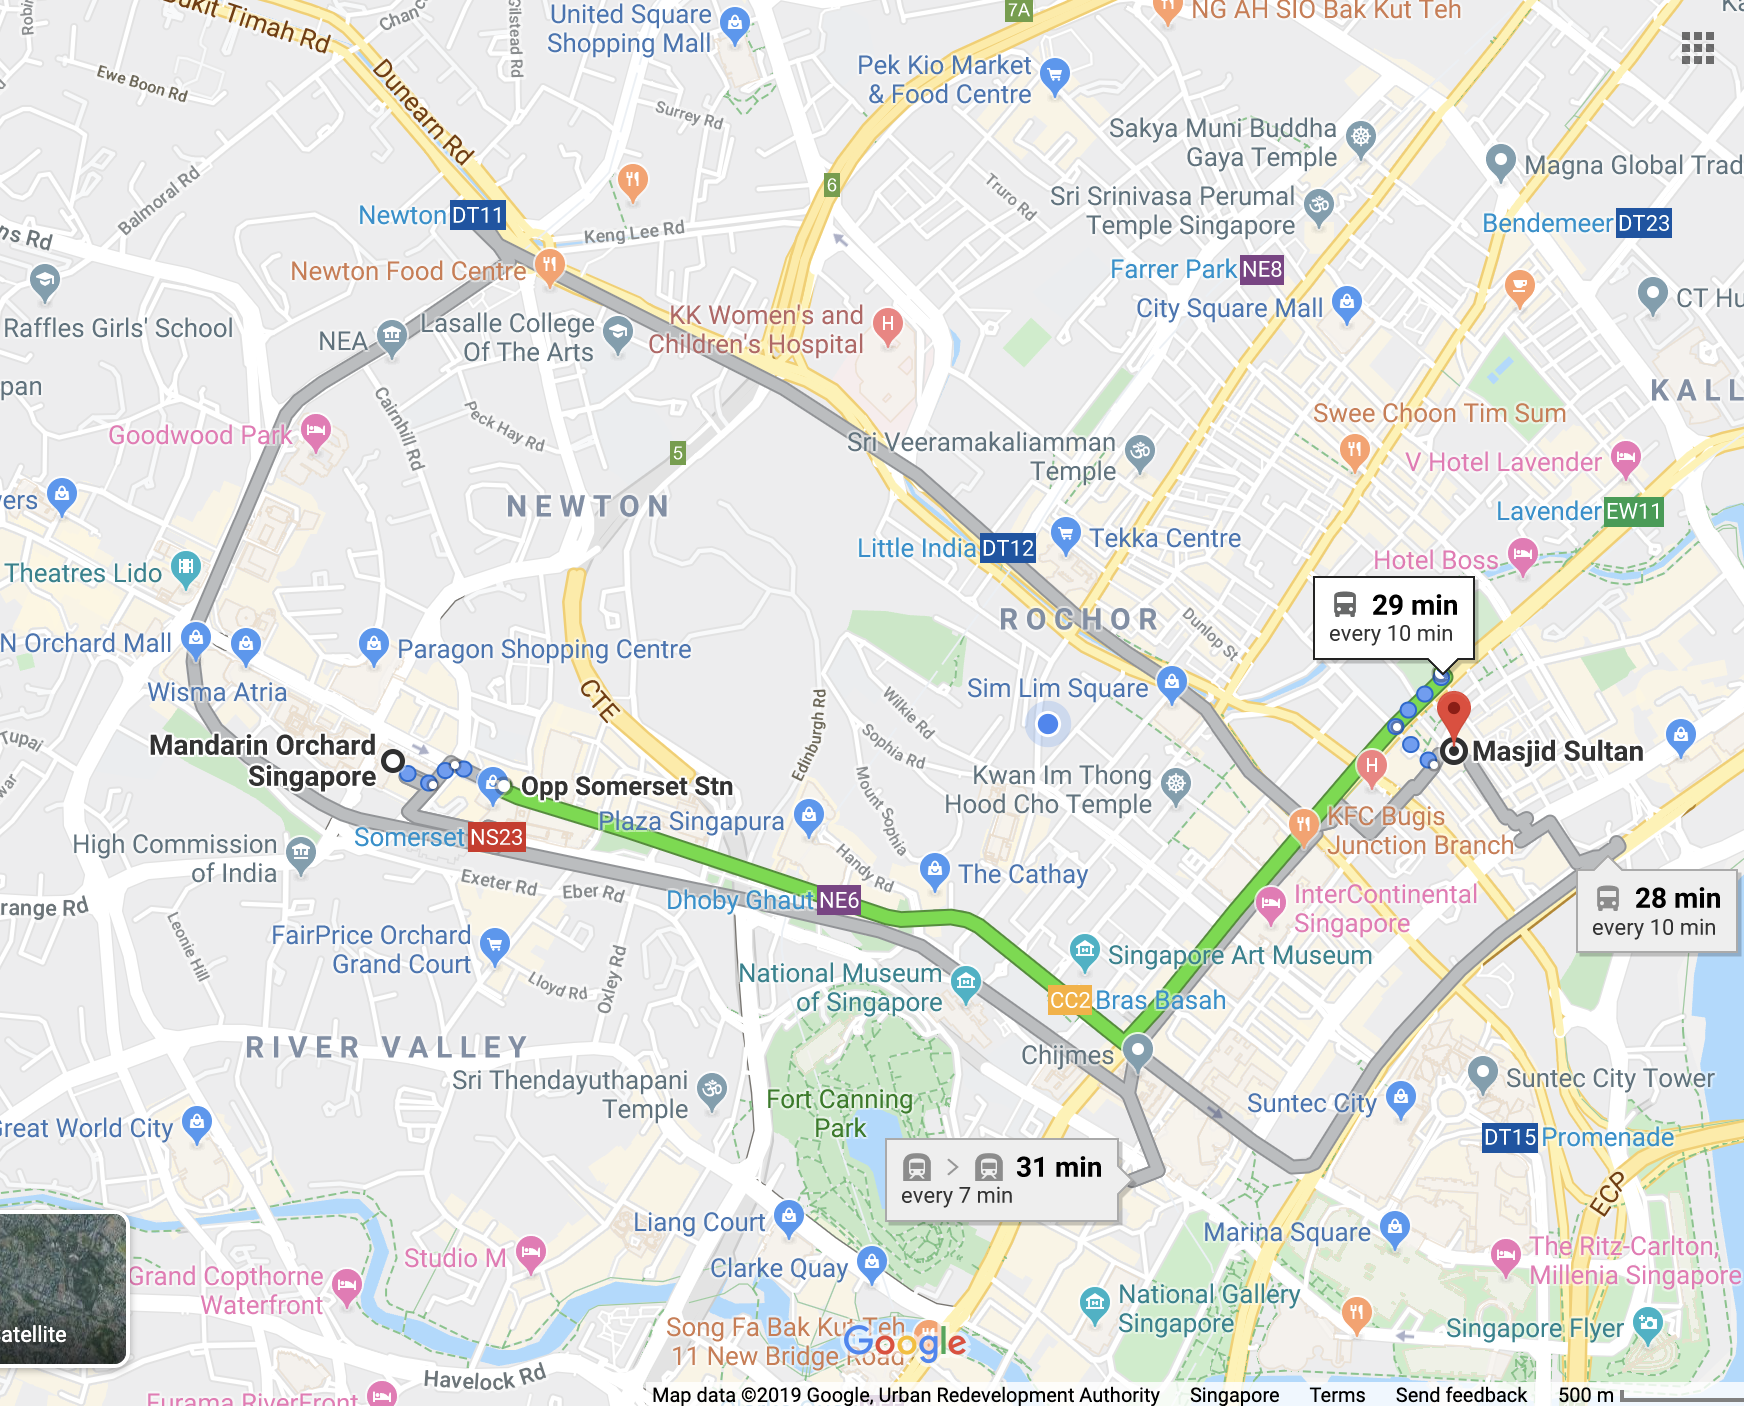 Bukit Timah Rd
Robin
Chanc
Gilstead Rd
United Square
Shopping Mall
7A
NG AH SIO Bak Kut Teh
Ka
Ewe Boon Rd
Dunearn Rd
Surrey Rd
Pek Kio Market
& Food Centre
Sakya Muni Buddha
Gaya Temple
Magna Global Trad
Balmoral Rd
6
Truro Rd
Sri Srinivasa Perumal
Temple Singapore
Newton DT11
Keng Lee Rd
Bendemeer DT23
ns Rd
Newton Food Centre
Farrer Park NE8
City Square Mall
CT Hu
Raffles Girls' School
NEA
Lasalle College
Of The Arts
KK Women's and
Children's Hospital
pan
KALL
Cairnhill Rd
Peck Hay Rd
Swee Choon Tim Sum
Goodwood Park
5
Sri Veeramakaliamman
Temple
V Hotel Lavender
vers
NEWTON
Lavender EW11
Little India DT12
Tekka Centre
Hotel Boss
Theatres Lido
29 min
every 10 min
ROCHOR
Dunlop St
N Orchard Mall
Paragon Shopping Centre
Wisma Atria
CTE
Edinburgh Rd
Wilkie Rd
Sim Lim Square
Sophia Rd
Tupai
Mandarin Orchard
Singapore
Opp Somerset Stn
Mount Sophia
Kwan Im Thong
Hood Cho Temple
Masjid Sultan
Plaza Singapura
KFC Bugis
Junction Branch
High Commission
of India
Somerset NS23
Handy Rd
The Cathay
Exeter Rd
Eber Rd
Dhoby Ghaut NE6
InterContinental
Singapore
28 min
every 10 min
range Rd
Leonie Hill
FairPrice Orchard
Grand Court
Lloyd Rd
Oxley Rd
National Museum
of Singapore
Singapore Art Museum
CC2 Bras Basah
RIVER VALLEY
Chijmes
Sri Thendayuthapani
Temple
Fort Canning
Park
Suntec City
Suntec City Tower
Great World City
DT15 Promenade
31 min
every 7 min
ECP
Liang Court
Marina Square
Studio M
Clarke Quay
The Ritz-Carlton,
Millenia Singapore
Grand Copthorne
Waterfront
National Gallery
Singapore
atellite
Song Fa Bak Kut Teh
11 New Bridge Road
Google
Singapore Flyer
Havelock Rd
Furama RiverFront
Map data ©2019 Google, Urban Redevelopment Authority Singapore Terms Send feedback 500 m